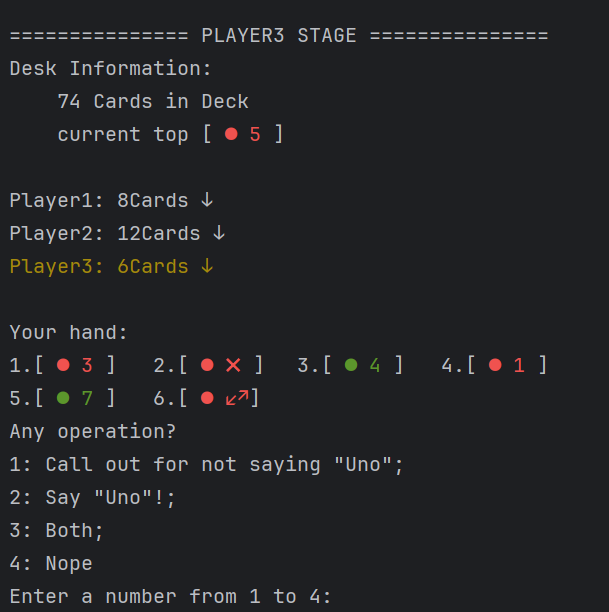 =============== PLAYER3 STAGE ===============
Desk Information:
74 Cards in Deck
current top [ ● 5 ]
Player1: 8Cards ↓
Player2: 12Cards ↓
Player3: 6Cards ↓
Your hand:
1.[ ● 3 ]   2.[ ● ✕ ]   3.[ ● 4 ]   4.[ ● 1 ]
5.[ ● 7 ]   6.[ ● ⤢]
Any operation?
1: Call out for not saying "Uno";
2: Say "Uno"!;
3: Both;
4: Nope
Enter a number from 1 to 4: